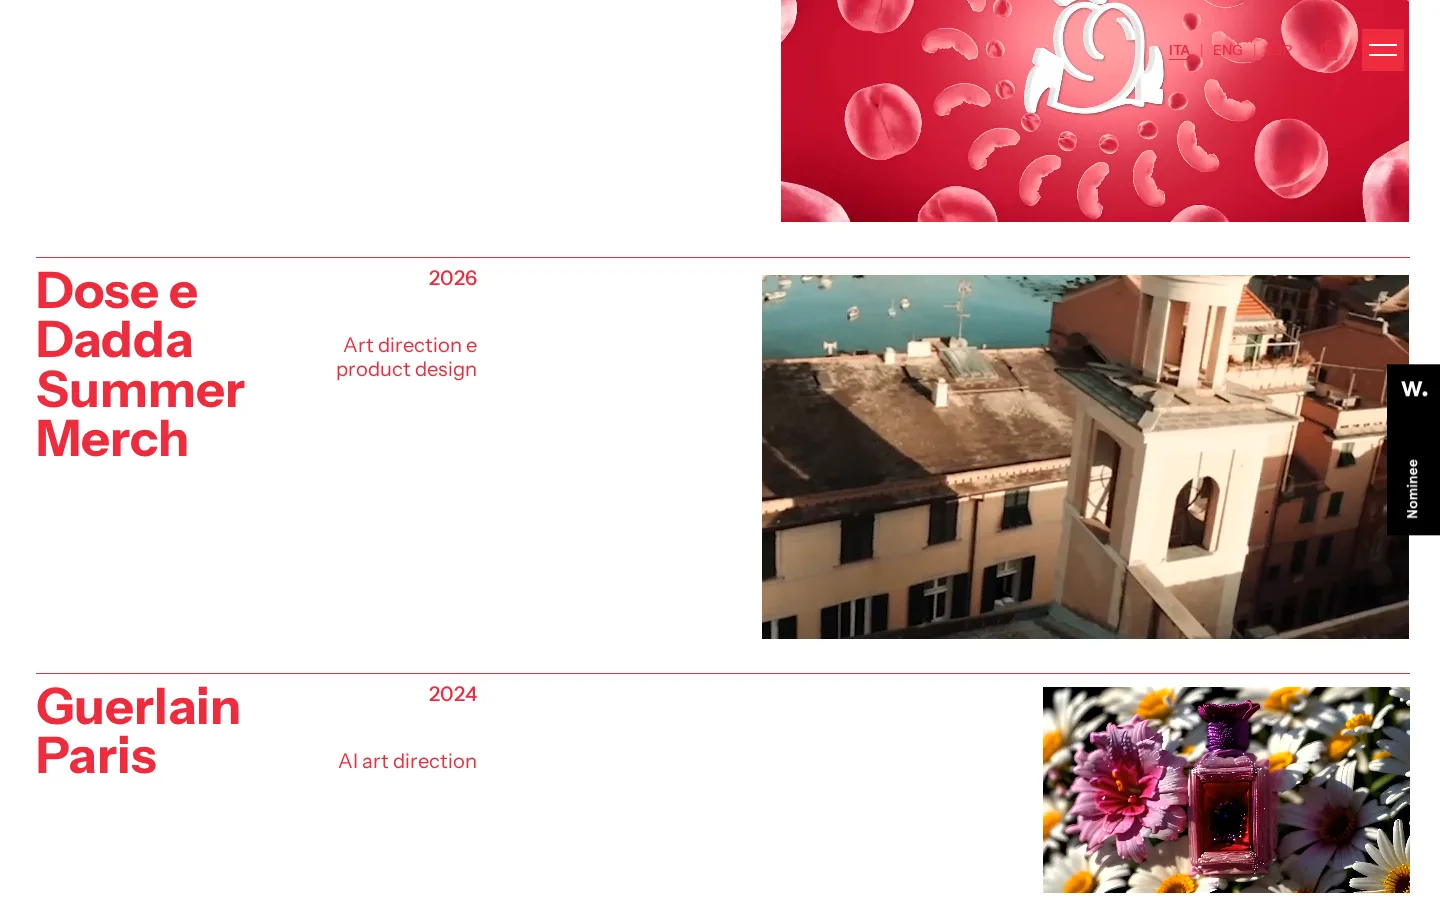 ITA | ENG
Dose e
Dadda
Summer
Merch
2026
Art direction e
product design
W.
Nominee
Guerlain
Paris
2024
AI art direction